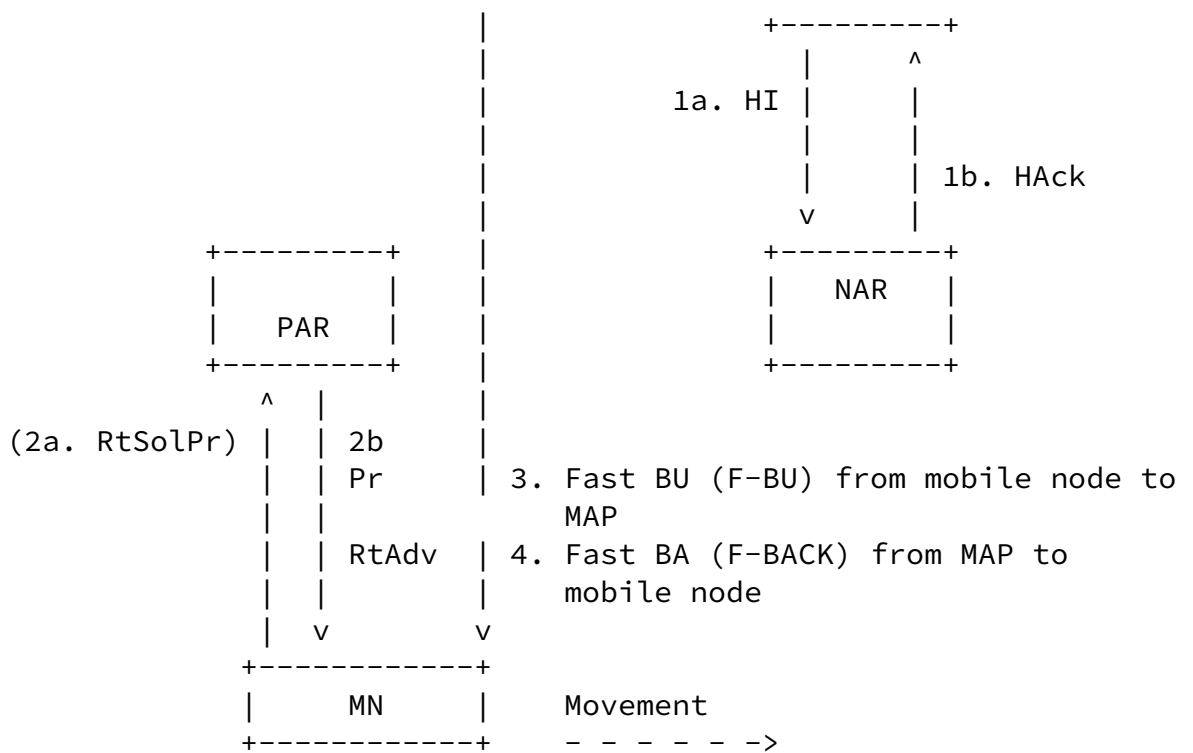 1a. HI
1b. HAck
NAR
PAR
(2a. RtSolPr) 2b
Pr 3. Fast BU (F-BU) from mobile node to
MAP
RtAdv 4. Fast BA (F-BACK) from MAP to
mobile node
MN Movement